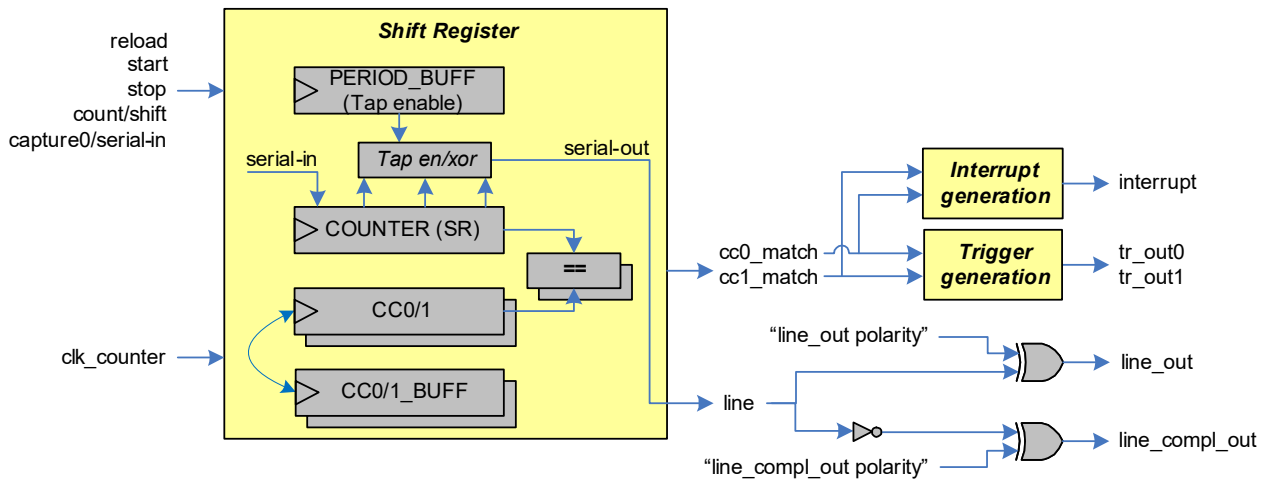 reload
start
stop
count/shift
capture0/serial-in
clk_counter
Shift Register
PERIOD_BUFF
(Tap enable)
Tap en/xor
serial-in
serial-out
COUNTER (SR)
==
CC0/1
CC0/1_BUFF
cc0_match
cc1_match
Interrupt
generation
interrupt
Trigger
generation
tr_out0
tr_out1
“line_out polarity”
line_out
line
“line_compl_out polarity”
line_compl_out